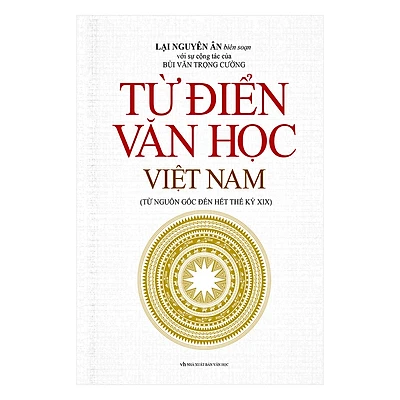 LẠI NGUYÊN ÂN biên soạn
với sự cộng tác của
BÙI VĂN TRỌNG CƯỜNG
TỪ ĐIỂN
VĂN HỌC
VIỆT NAM
(TỪ NGUỒN GỐC ĐẾN HẾT THẾ KỶ XIX)
vh NHÀ XUẤT BẢN VĂN HỌC